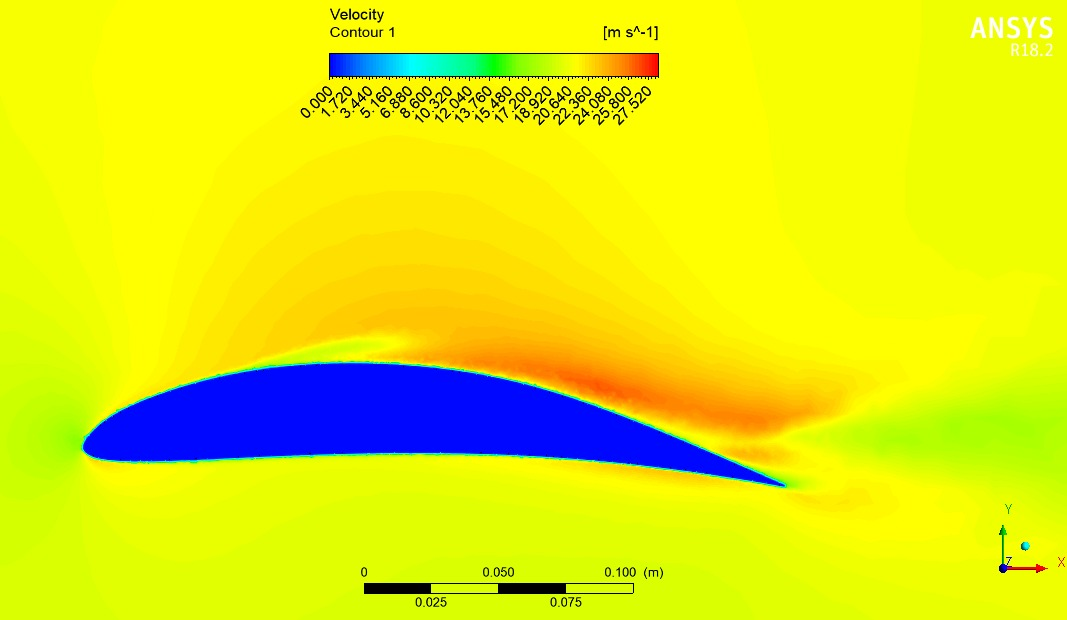 Velocity
Contour 1
[m s^-1]
0.000
1.720
3.440
5.160
6.880
8.600
10.320
12.040
13.760
15.480
17.200
18.920
20.640
22.360
24.080
25.800
27.520
ANSYS
R18.2
0 0.050 0.100 (m)
0.025 0.075
Y
Z X